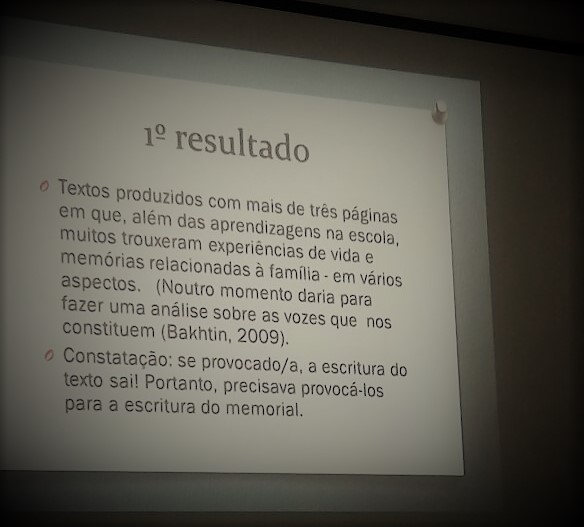 1º resultado
Textos produzidos com mais de três páginas
em que, além das aprendizagens na escola,
muitos trouxeram experiências de vida e
memórias relacionadas à família - em vários
aspectos. (Noutro momento daria para
fazer uma análise sobre as vozes que nos
constituem (Bakhtin, 2009).
Constatação: se provocado/a, a escritura do
texto sai! Portanto, precisava provocá-los
para a escritura do memorial.